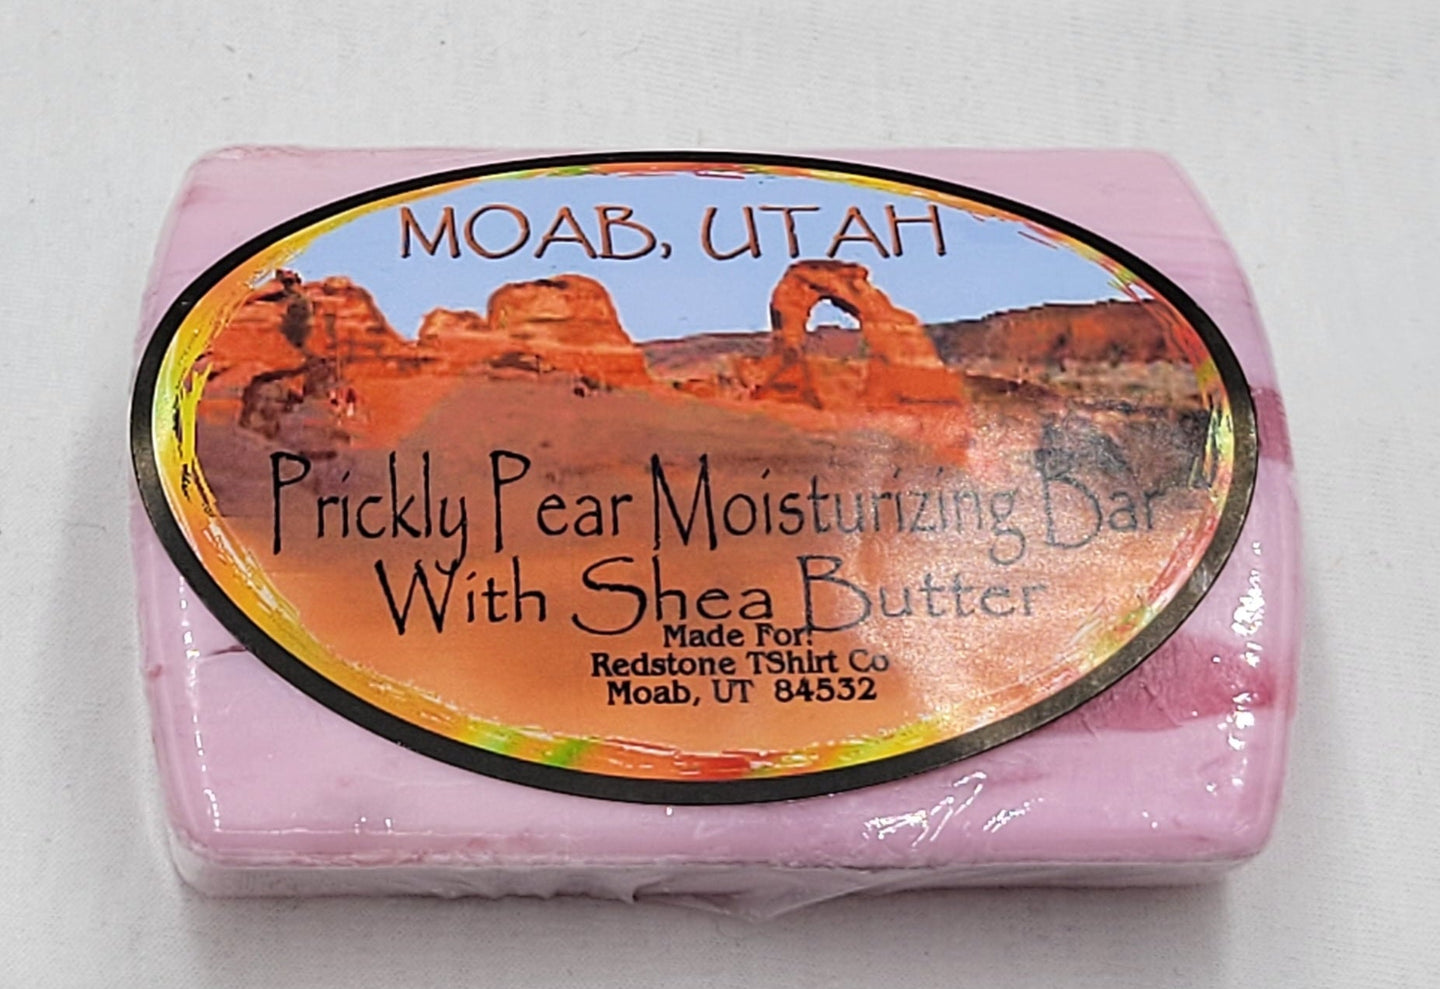 MOAB, UTAH
Prickly Pear Moisturizing Bar
With Shea Butter
Made For:
Redstone TShirt Co
Moab, UT 84532